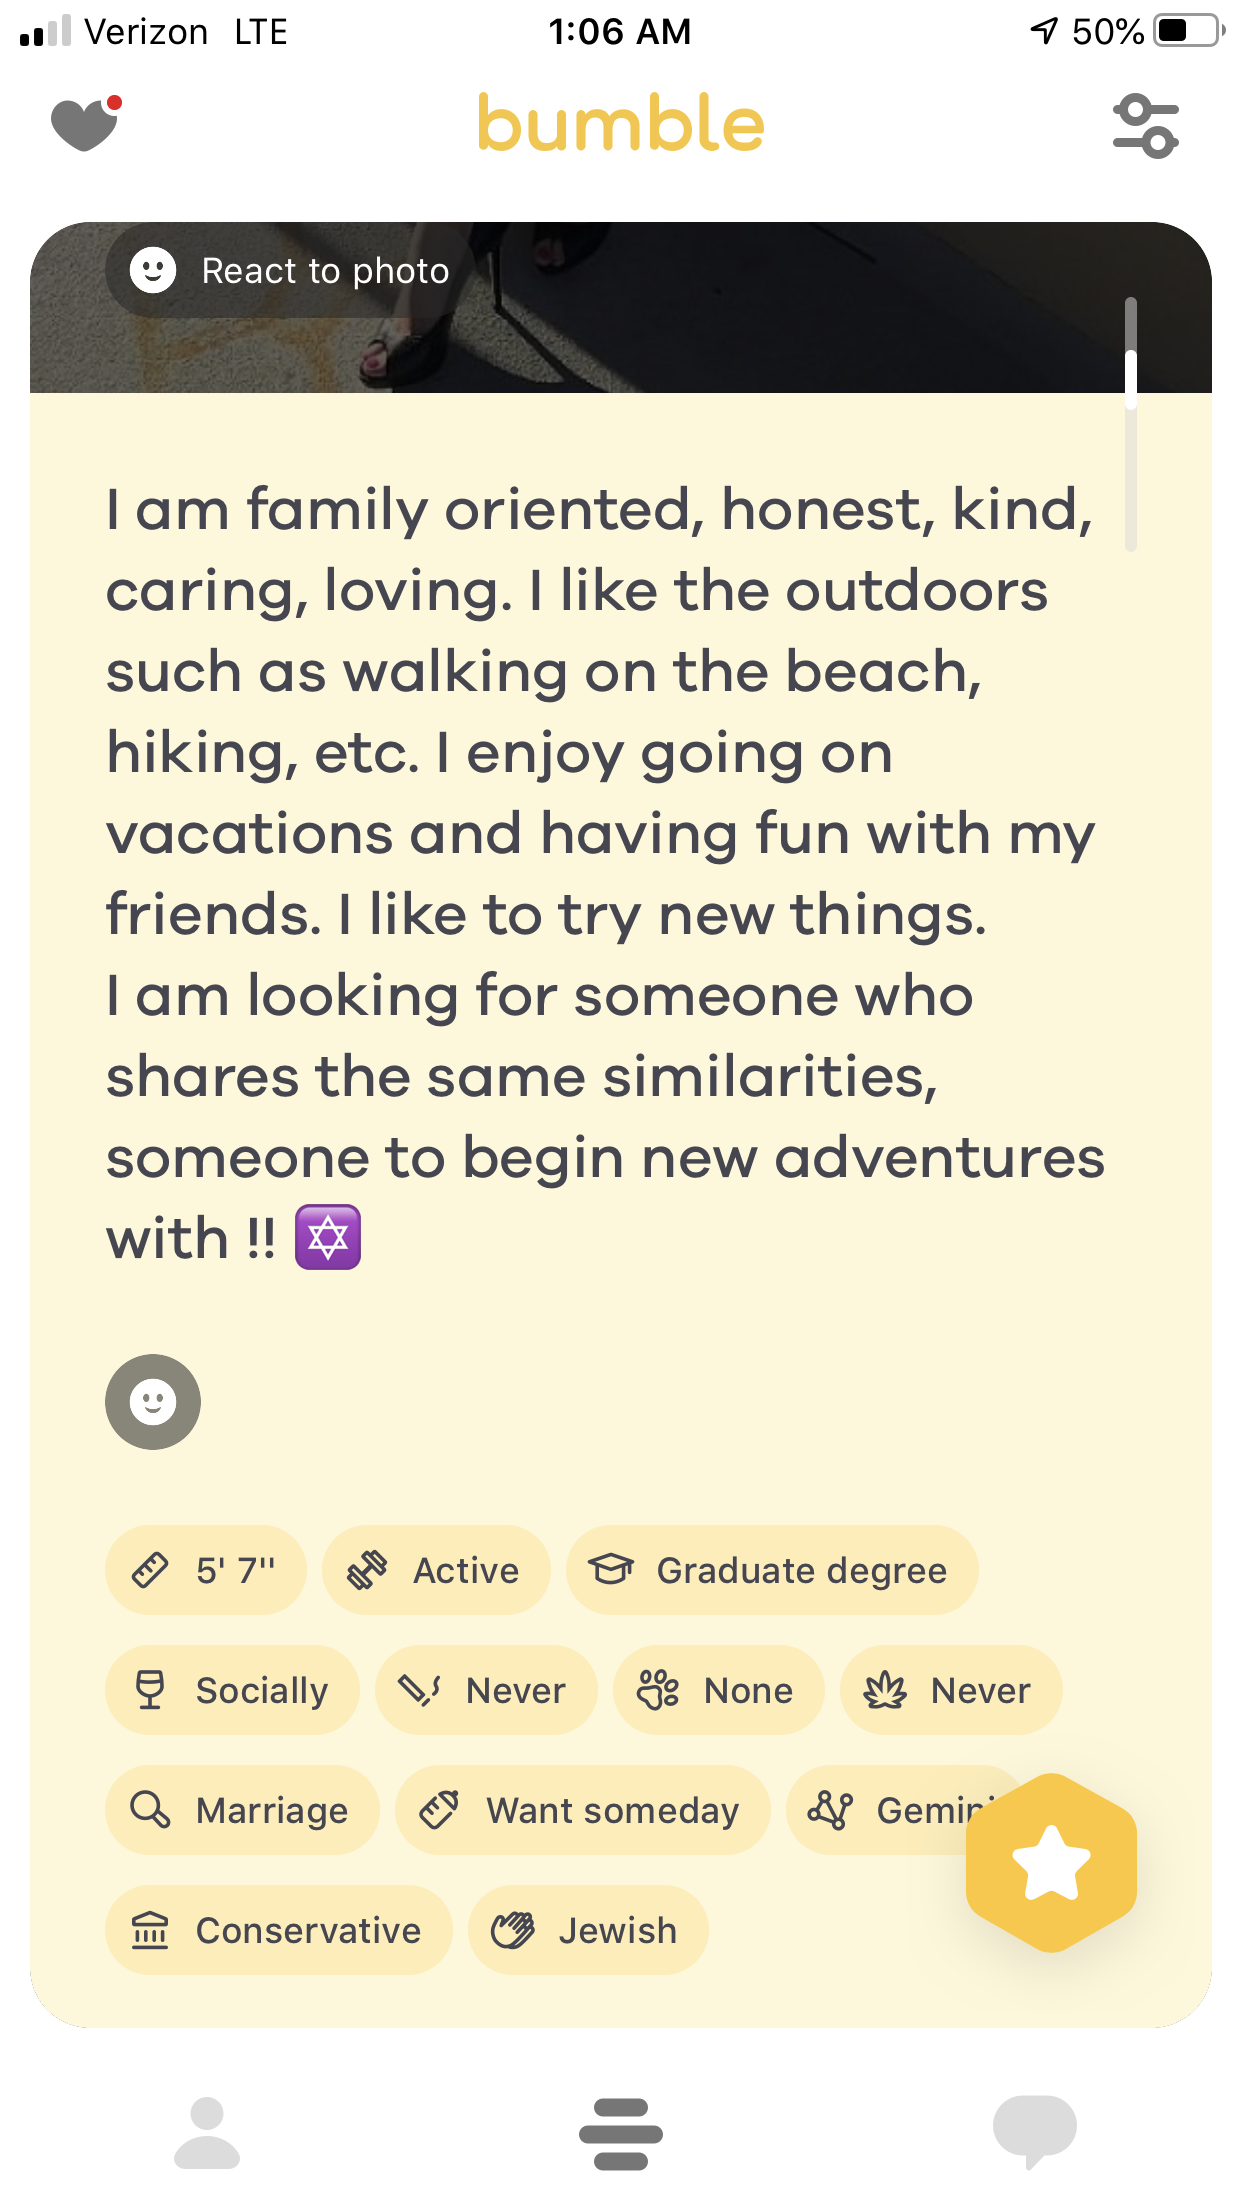 Verizon LTE 1:06 AM 50%
bumble
React to photo
I am family oriented, honest, kind,
caring, loving. I like the outdoors
such as walking on the beach,
hiking, etc. I enjoy going on
vacations and having fun with my
friends. I like to try new things.
I am looking for someone who
shares the same similarities,
someone to begin new adventures
with !! ✡️
5' 7" Active Graduate degree
Socially Never None Never
Marriage Want someday Gemini
Conservative Jewish